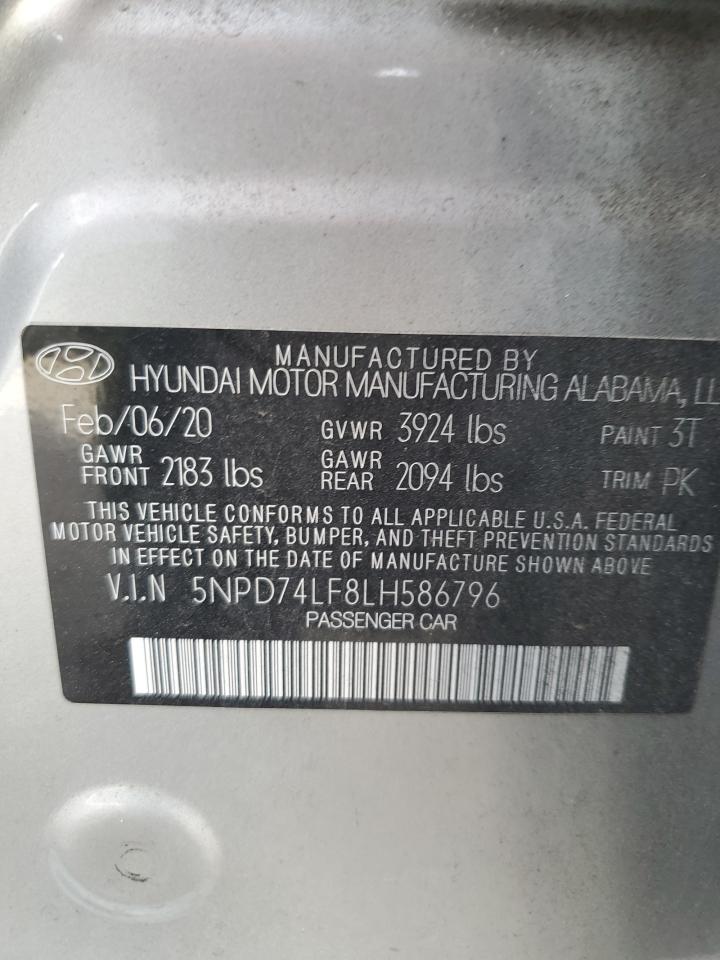 MANUFACTURED BY
HYUNDAI MOTOR MANUFACTURING ALABAMA, LL
Feb/06/20 GVWR 3924 lbs PAINT 3T
GAWR FRONT 2183 lbs GAWR REAR 2094 lbs TRIM PK
THIS VEHICLE CONFORMS TO ALL APPLICABLE U.S.A. FEDERAL
MOTOR VEHICLE SAFETY, BUMPER, AND THEFT PREVENTION STANDARDS
IN EFFECT ON THE DATE OF MANUFACTURE SHOWN ABOVE
V.I.N 5NPD74LF8LH586796
PASSENGER CAR